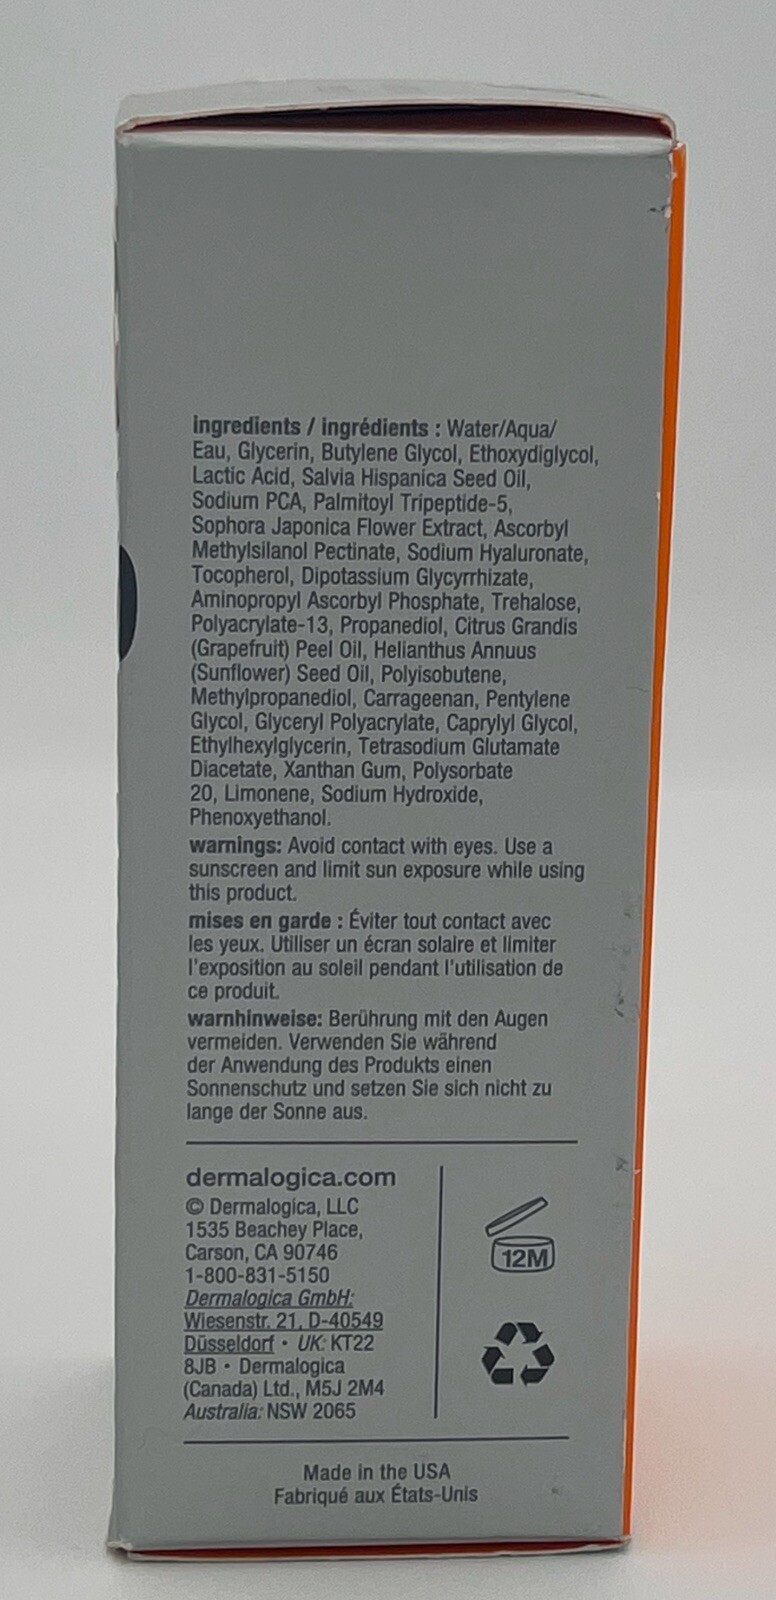 ingredients / ingrédients : Water/Aqua/
Eau, Glycerin, Butylene Glycol, Ethoxydiglycol,
Lactic Acid, Salvia Hispanica Seed Oil,
Sodium PCA, Palmitoyl Tripeptide-5,
Sophora Japonica Flower Extract, Ascorbyl
Methylsilanol Pectinate, Sodium Hyaluronate,
Tocopherol, Dipotassium Glycyrrhizate,
Aminopropyl Ascorbyl Phosphate, Trehalose,
Polyacrylate-13, Propanediol, Citrus Grandis
(Grapefruit) Peel Oil, Helianthus Annuus
(Sunflower) Seed Oil, Polyisobutene,
Methylpropanediol, Carrageenan, Pentylene
Glycol, Glyceryl Polyacrylate, Caprylyl Glycol,
Ethylhexylglycerin, Tetrasodium Glutamate
Diacetate, Xanthan Gum, Polysorbate
20, Limonene, Sodium Hydroxide,
Phenoxyethanol.
warnings: Avoid contact with eyes. Use a
sunscreen and limit sun exposure while using
this product.
mises en garde : Éviter tout contact avec
les yeux. Utiliser un écran solaire et limiter
l'exposition au soleil pendant l'utilisation de
ce produit.
warnhinweise: Berührung mit den Augen
vermeiden. Verwenden Sie während
der Anwendung des Produkts einen
Sonnenschutz und setzen Sie sich nicht zu
lange der Sonne aus.
dermalogica.com
© Dermalogica, LLC
1535 Beachey Place,
Carson, CA 90746
1-800-831-5150
Dermalogica GmbH:
Wiesenstr. 21, D-40549
Düsseldorf • UK: KT22
8JB • Dermalogica
(Canada) Ltd., M5J 2M4
Australia: NSW 2065
12M
Made in the USA
Fabriqué aux États-Unis